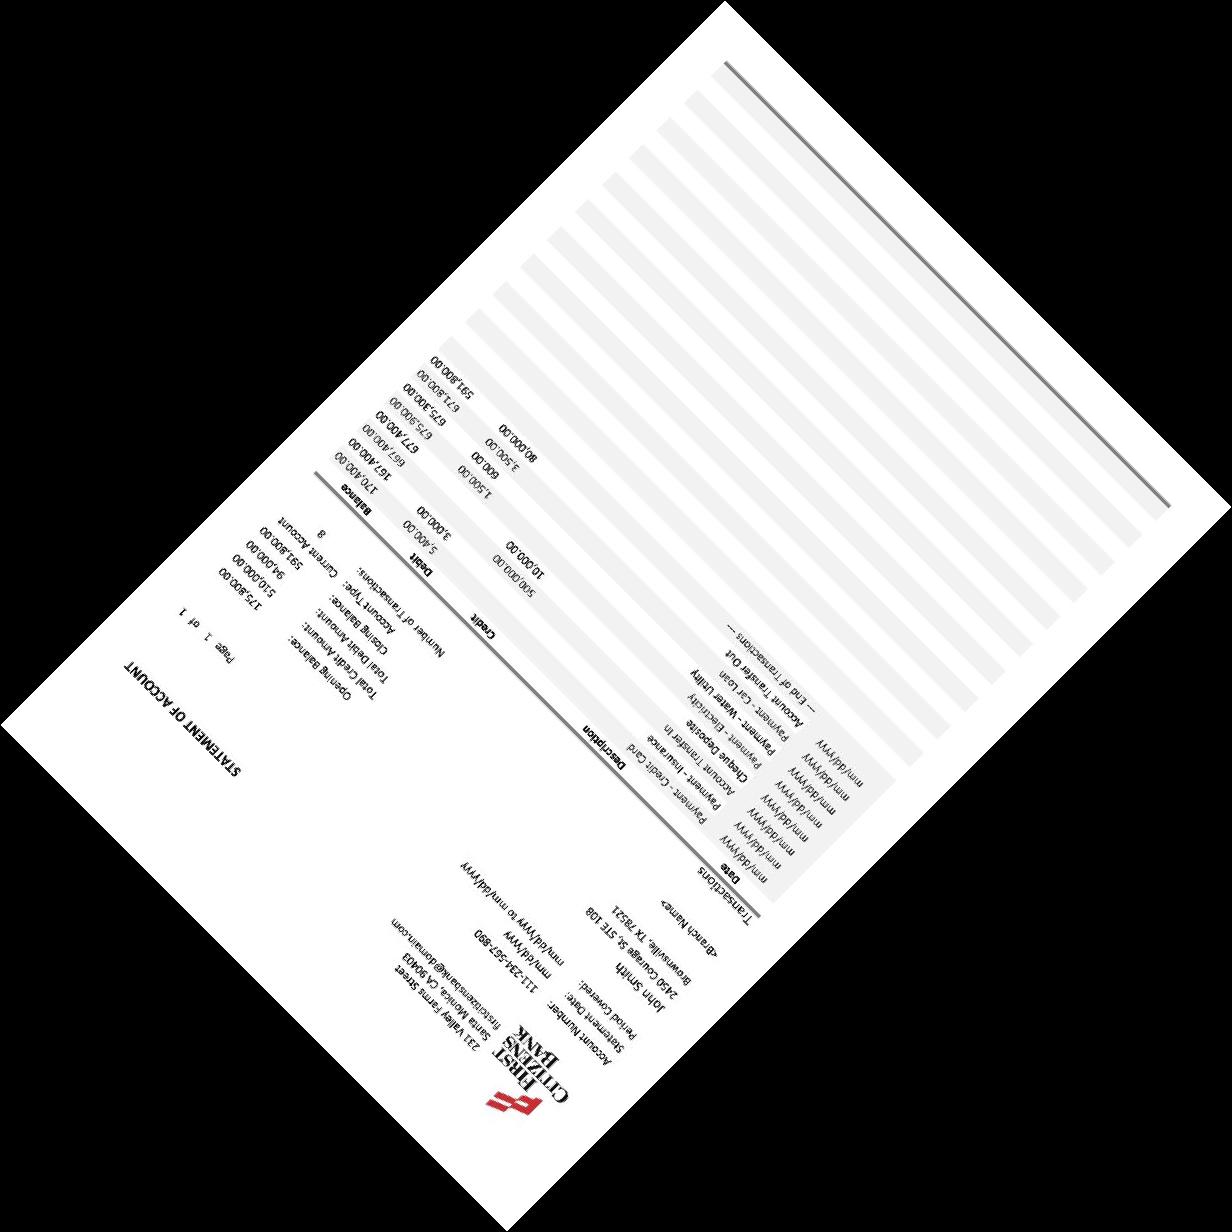 FIRST
CITIZENS
BANK
STATEMENT OF ACCOUNT
231 Valley Farms Street
Santa Monica, CA 90403
firstcitizensbank@domain.com
Page 1 of 1
Account Number: 111-234-567-890
Statement Date: mm/dd/yyyy
Period Covered: mm/dd/yyyy to mm/dd/yyyy
John Smith
2450 Courage St, STE 108
Brownsville, TX 78521
<Branch Name>
Opening Balance: 175,800.00
Total Credit Amount: 510,000.00
Total Debit Amount: 94,000.00
Closing Balance: 591,800.00
Account Type: Current Account
Number of Transactions: 8
Transactions
Date Description Credit Debit Balance
mm/dd/yyyy Payment - Credit Card 5,400.00 170,400.00
mm/dd/yyyy Payment - Insurance 3,000.00 167,400.00
mm/dd/yyyy Account Transfer In 500,000.00 667,400.00
mm/dd/yyyy Cheque Deposite 10,000.00 677,400.00
mm/dd/yyyy Payment - Electricity 1,500.00 675,900.00
mm/dd/yyyy Payment - Water Utility 600.00 675,300.00
mm/dd/yyyy Payment - Car Loan 3,500.00 671,800.00
mm/dd/yyyy Account Transfer Out 80,000.00 591,800.00
--- End of Transactions ---